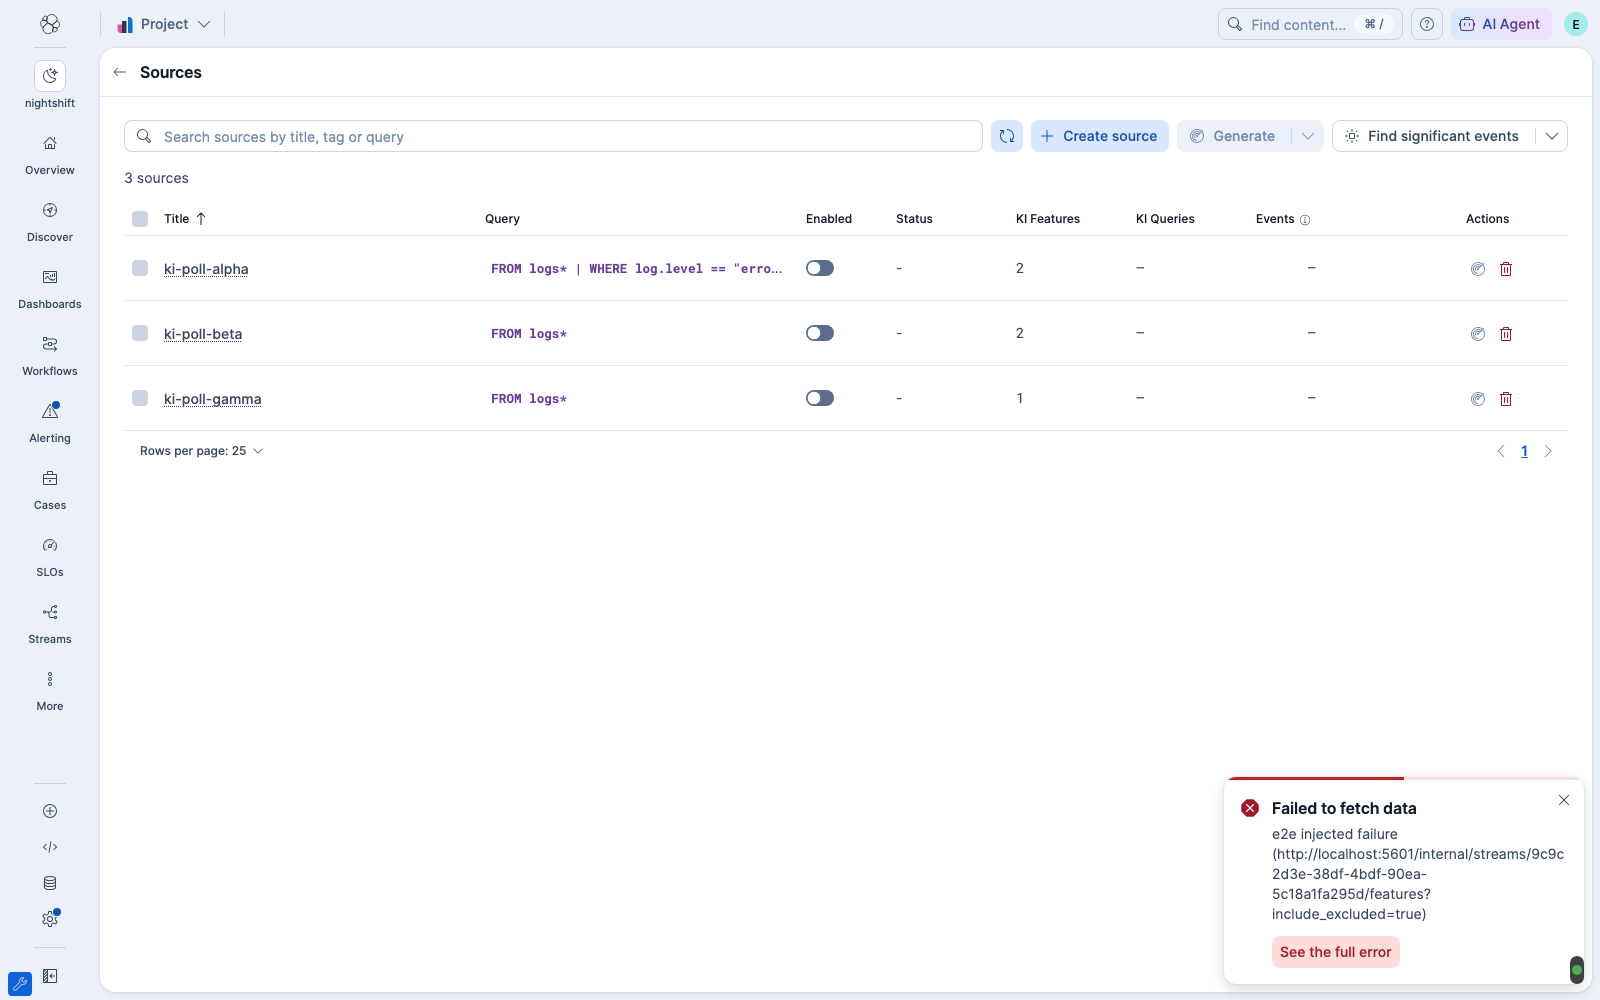 Project
Find content...
⌘ /
AI Agent
E
nightshift
Overview
Discover
Dashboards
Workflows
Alerting
Cases
SLOs
Streams
More
Sources
Search sources by title, tag or query
Create source
Generate
Find significant events
3 sources
Title Query Enabled Status KI Features KI Queries Events Actions
ki-poll-alpha FROM logs* | WHERE log.level == "erro... - 2 – –
ki-poll-beta FROM logs* - 2 – –
ki-poll-gamma FROM logs* - 1 – –
Rows per page: 25
1
Failed to fetch data
e2e injected failure
(http://localhost:5601/internal/streams/9c9c
2d3e-38df-4bdf-90ea-
5c18a1fa295d/features?
include_excluded=true)
See the full error